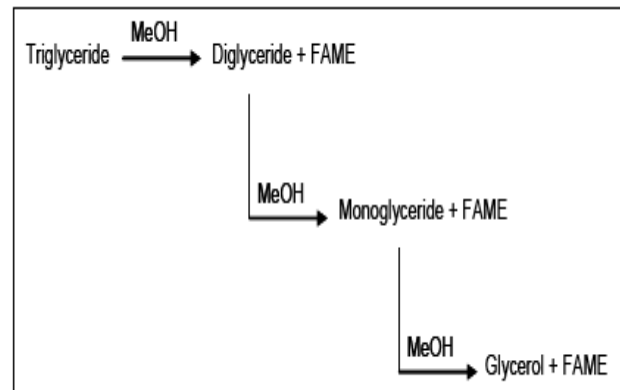 MeOH
Triglyceride Diglyceride + FAME
MeOH
Monoglyceride + FAME
MeOH
Glycerol + FAME